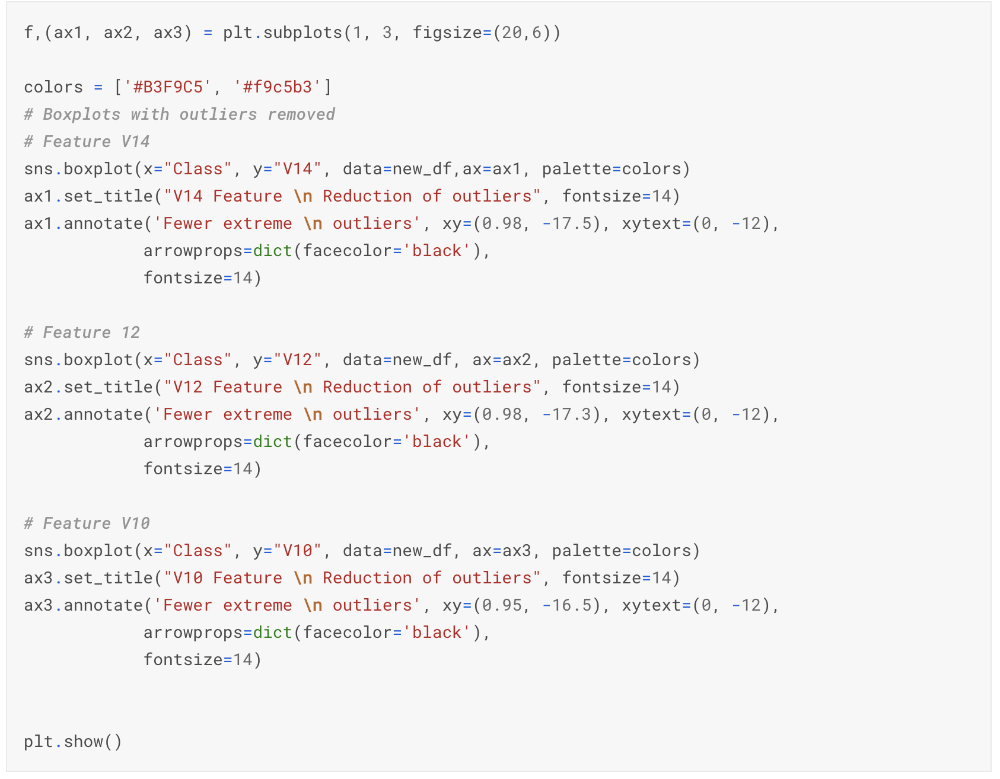 f,(ax1, ax2, ax3) = plt.subplots(1, 3, figsize=(20,6))

colors = ['#B3F9C5', '#f9c5b3']
# Boxplots with outliers removed
# Feature V14
sns.boxplot(x="Class", y="V14", data=new_df,ax=ax1, palette=colors)
ax1.set_title("V14 Feature \n Reduction of outliers", fontsize=14)
ax1.annotate('Fewer extreme \n outliers', xy=(0.98, -17.5), xytext=(0, -12),
            arrowprops=dict(facecolor='black'),
            fontsize=14)

# Feature 12
sns.boxplot(x="Class", y="V12", data=new_df, ax=ax2, palette=colors)
ax2.set_title("V12 Feature \n Reduction of outliers", fontsize=14)
ax2.annotate('Fewer extreme \n outliers', xy=(0.98, -17.3), xytext=(0, -12),
            arrowprops=dict(facecolor='black'),
            fontsize=14)

# Feature V10
sns.boxplot(x="Class", y="V10", data=new_df, ax=ax3, palette=colors)
ax3.set_title("V10 Feature \n Reduction of outliers", fontsize=14)
ax3.annotate('Fewer extreme \n outliers', xy=(0.95, -16.5), xytext=(0, -12),
            arrowprops=dict(facecolor='black'),
            fontsize=14)


plt.show()